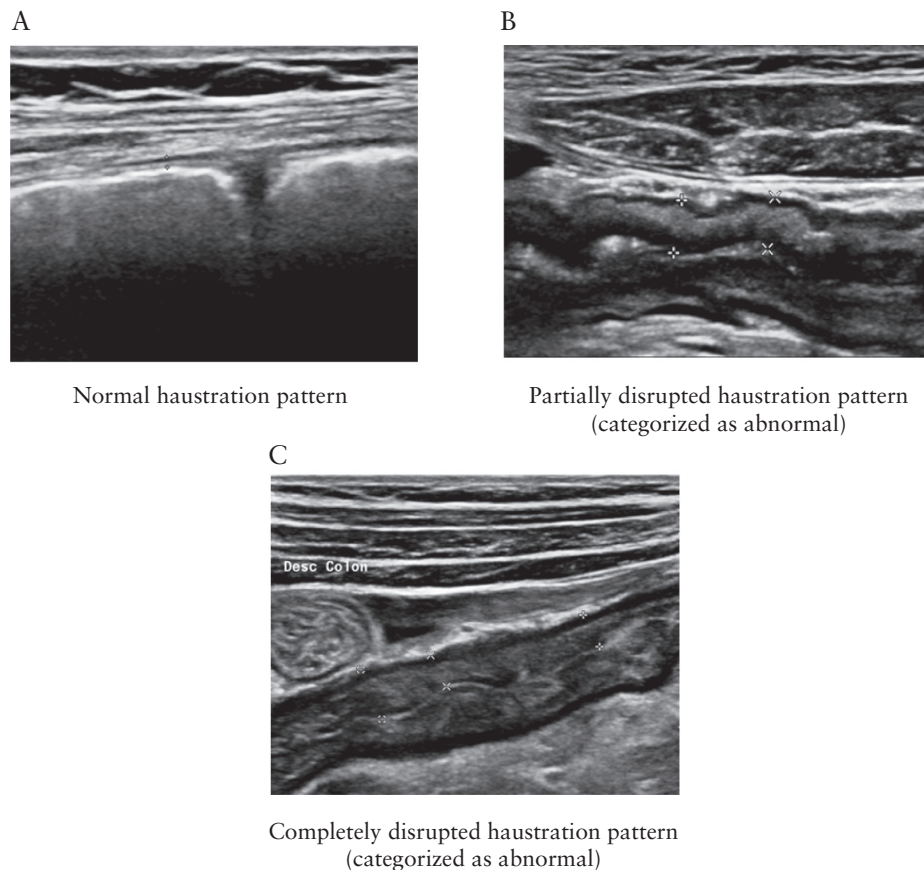 A
B
Normal haustration pattern
Partially disrupted haustration pattern
(categorized as abnormal)
C
Desc Colon
Completely disrupted haustration pattern
(categorized as abnormal)